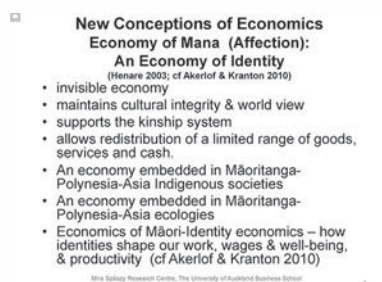 New Conceptions of Economics
Economy of Mana (Affection):
An Economy of Identity
(Henare 2003; cf Akerlof & Kranton 2010)
• invisible economy
• maintains cultural integrity & world view
• supports the kinship system
• allows redistribution of a limited range of goods,
services and cash.
• An economy embedded in Māoritanga-
Polynesia-Asia Indigenous societies
• An economy embedded in Māoritanga-
Polynesia-Asia ecologies
• Economics of Māori-Identity economics – how
identities shape our work, wages & well-being,
& productivity (cf Akerlof & Kranton 2010)
Mira Szászy Research Centre, The University of Auckland Business School